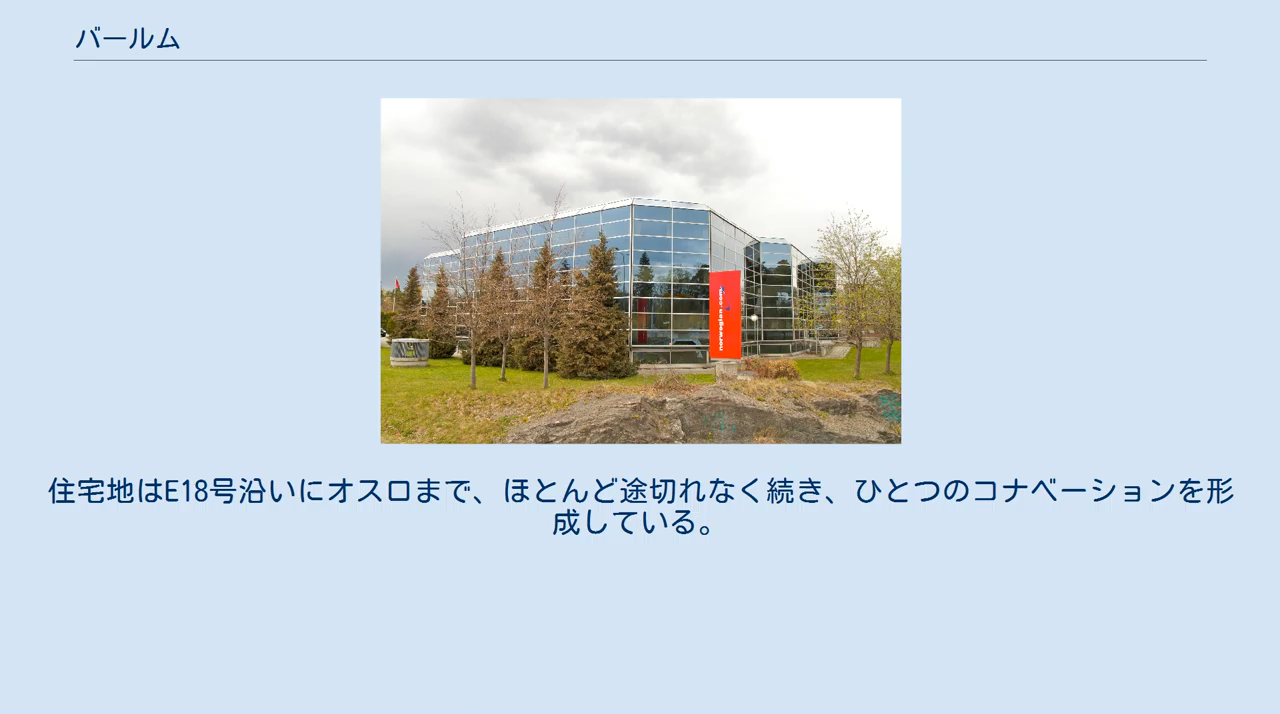 バールム
norwegian.com
住宅地はE18号沿いにオスロまで、ほとんど途切れなく続き、ひとつのコナベーションを形
成している。